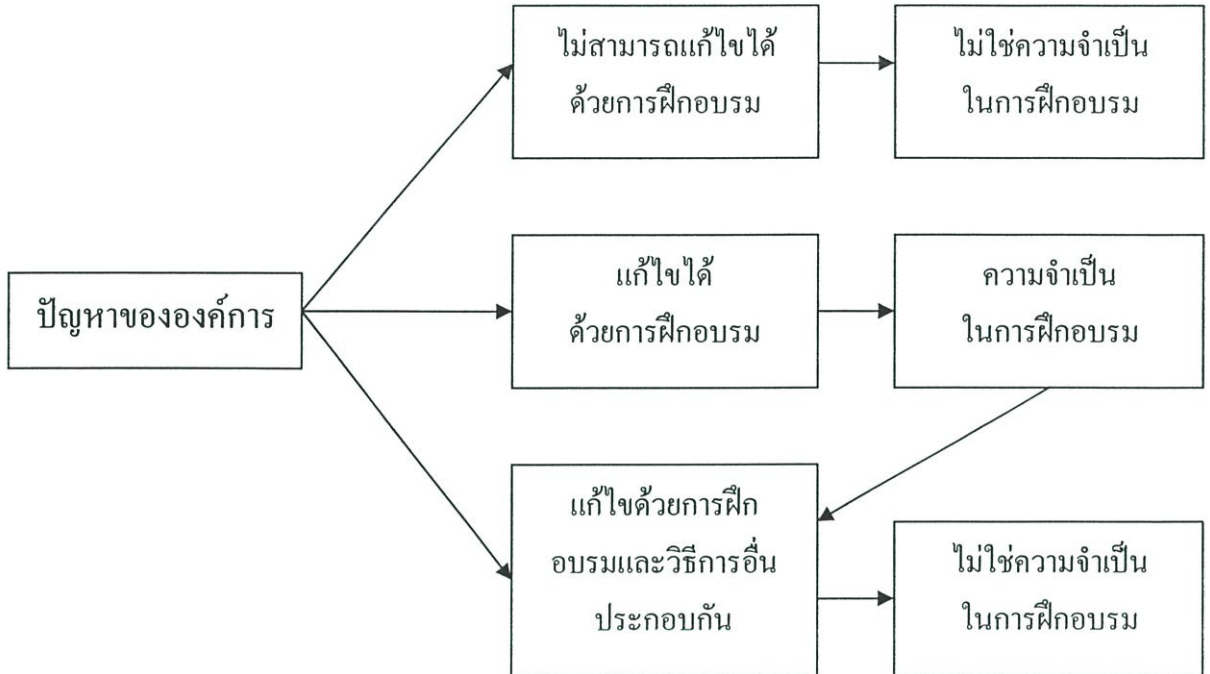 ไม่สามารถแก้ไขได้
ด้วยการฝึกอบรม
ไม่ใช่ความจำเป็น
ในการฝึกอบรม
ปัญหาขององค์การ
แก้ไขได้
ด้วยการฝึกอบรม
ความจำเป็น
ในการฝึกอบรม
แก้ไขด้วยการฝึก
อบรมและวิธีการอื่น
ประกอบกัน
ไม่ใช่ความจำเป็น
ในการฝึกอบรม